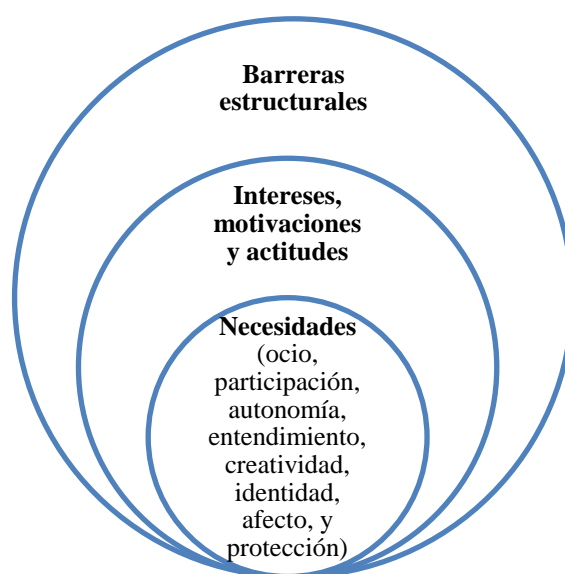 Barreras
estructurales
Intereses,
motivaciones
y actitudes
Necesidades
(ocio,
participación,
autonomía,
entendimiento,
creatividad,
identidad,
afecto, y
protección)